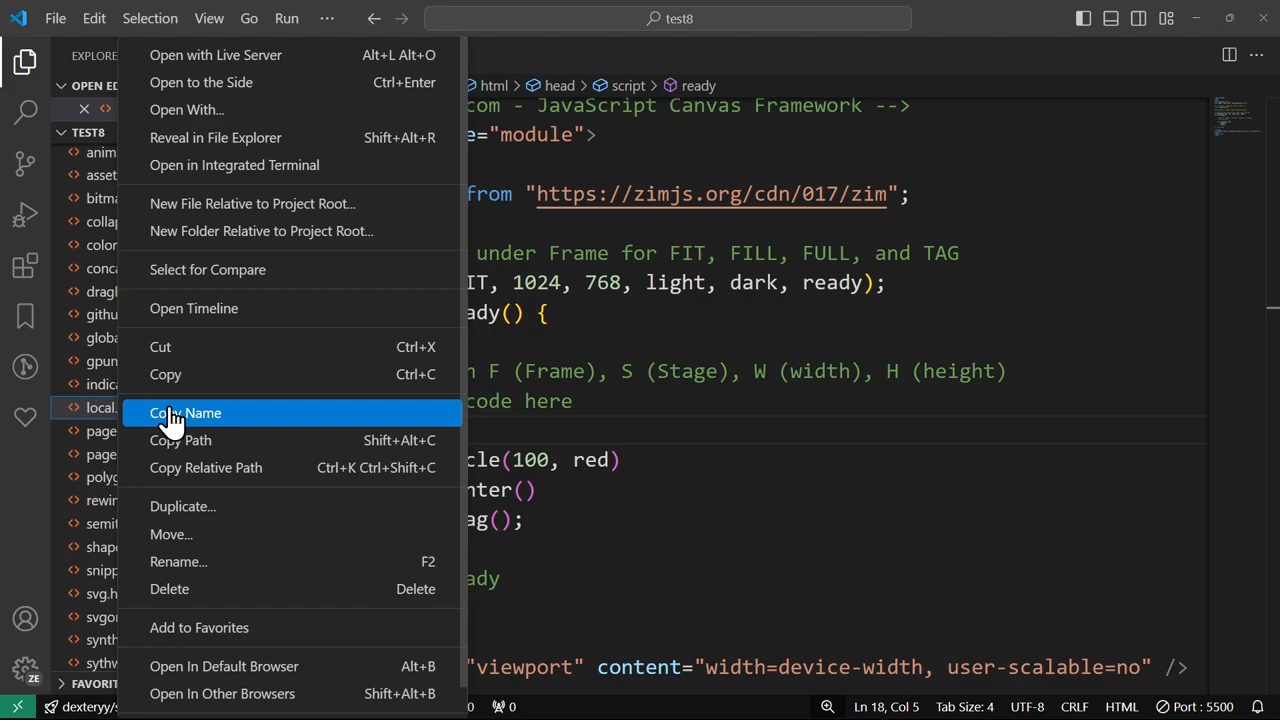 File Edit Selection View Go Run ··· test8
EXPLORE
OPEN ED
TEST8
anim
asset
bitma
collap
color
conca
dragl
githu
globa
gpun
indica
local.
page
page
polyg
rewin
semit
shape
snipp
svg.h
svgor
synth
sythw
FAVORIT
Open with Live Server Alt+L Alt+O
Open to the Side Ctrl+Enter
Open With...
Reveal in File Explorer Shift+Alt+R
Open in Integrated Terminal
New File Relative to Project Root...
New Folder Relative to Project Root...
Select for Compare
Open Timeline
Cut Ctrl+X
Copy Ctrl+C
Copy Name
Copy Path Shift+Alt+C
Copy Relative Path Ctrl+K Ctrl+Shift+C
Duplicate...
Move...
Rename... F2
Delete Delete
Add to Favorites
Open In Default Browser Alt+B
Open In Other Browsers Shift+Alt+B
html > head > script > ready
com - JavaScript Canvas Framework -->
e="module">
from "https://zimjs.org/cdn/017/zim";
under Frame for FIT, FILL, FULL, and TAG
IT, 1024, 768, light, dark, ready);
ady() {
n F (Frame), S (Stage), W (width), H (height)
code here
cle(100, red)
nter()
ag();
ady
"viewport" content="width=device-width, user-scalable=no" />
ZE
dexteryy/s 0 0 Ln 18, Col 5 Tab Size: 4 UTF-8 CRLF HTML Port : 5500